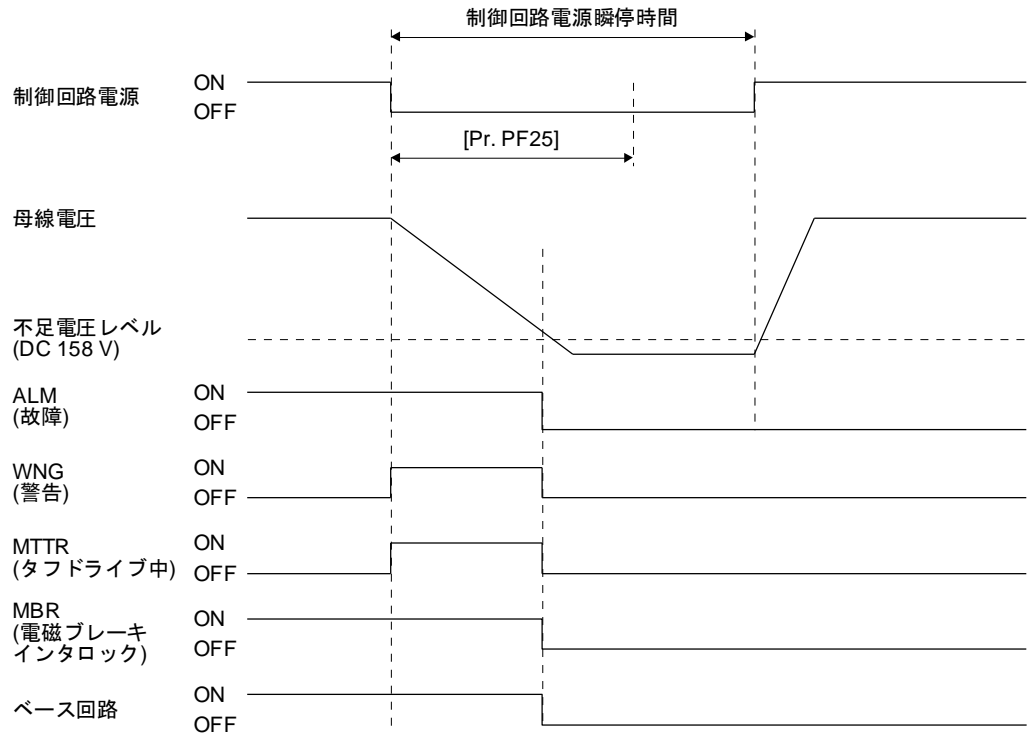 制御回路電源瞬停時間
制御回路電源
ON
OFF
[Pr. PF25]
母線電圧
不足電圧レベル
(DC 158 V)
ALM
(故障)
ON
OFF
WNG
(警告)
ON
OFF
MTTR
(タフドライブ中)
ON
OFF
MBR
(電磁ブレーキ
インタロック)
ON
OFF
ベース回路
ON
OFF